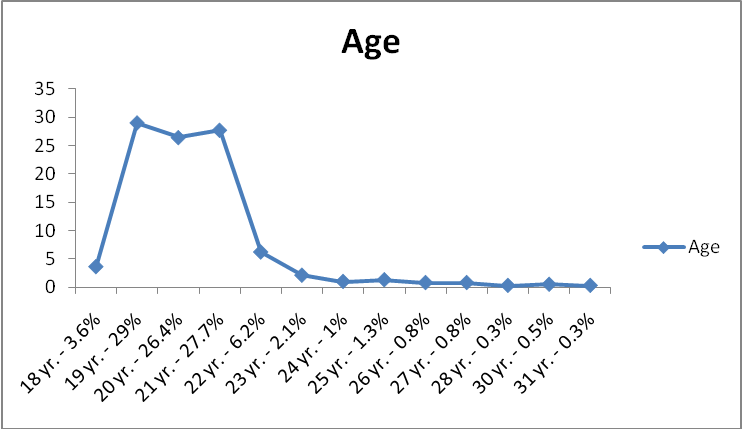 Age
35
30
25
20
15
10
5
0
Age
18 yr. - 3.6%
19 yr. - 29%
20 yr. - 26.4%
21 yr. - 27.7%
22 yr. - 6.2%
23 yr. - 2.1%
24 yr. - 1%
25 yr. - 1.3%
26 yr. - 0.8%
27 yr. - 0.8%
28 yr. - 0.3%
30 yr. - 0.5%
31 yr. - 0.3%